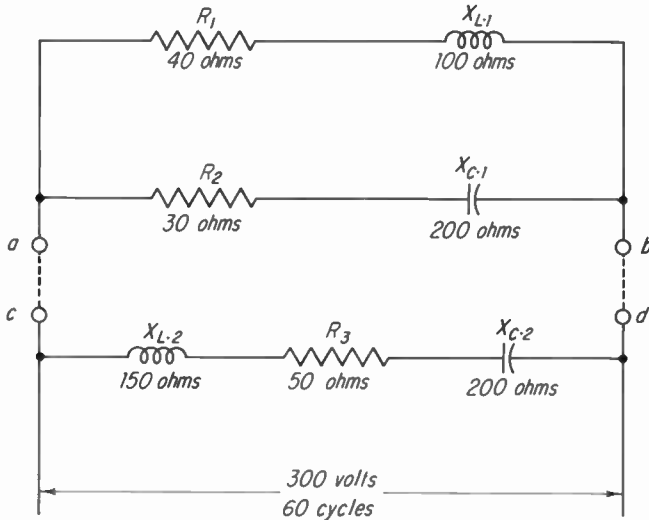 R1
40 ohms
XL·1
100 ohms
R2
30 ohms
XC·1
200 ohms
a
b
c
d
XL·2
150 ohms
R3
50 ohms
XC·2
200 ohms
300 volts
60 cycles